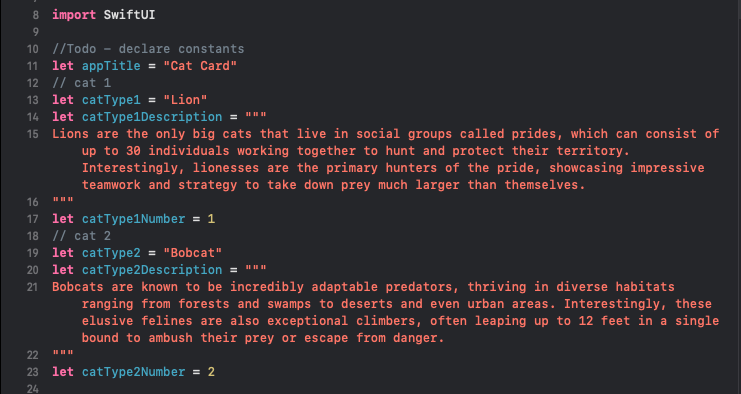 8 import SwiftUI
9
10 //Todo - declare constants
11 let appTitle = "Cat Card"
12 // cat 1
13 let catType1 = "Lion"
14 let catType1Description = """
15 Lions are the only big cats that live in social groups called prides, which can consist of
up to 30 individuals working together to hunt and protect their territory.
Interestingly, lionesses are the primary hunters of the pride, showcasing impressive
teamwork and strategy to take down prey much larger than themselves.
16 """
17 let catType1Number = 1
18 // cat 2
19 let catType2 = "Bobcat"
20 let catType2Description = """
21 Bobcats are known to be incredibly adaptable predators, thriving in diverse habitats
ranging from forests and swamps to deserts and even urban areas. Interestingly, these
elusive felines are also exceptional climbers, often leaping up to 12 feet in a single
bound to ambush their prey or escape from danger.
22 """
23 let catType2Number = 2
24